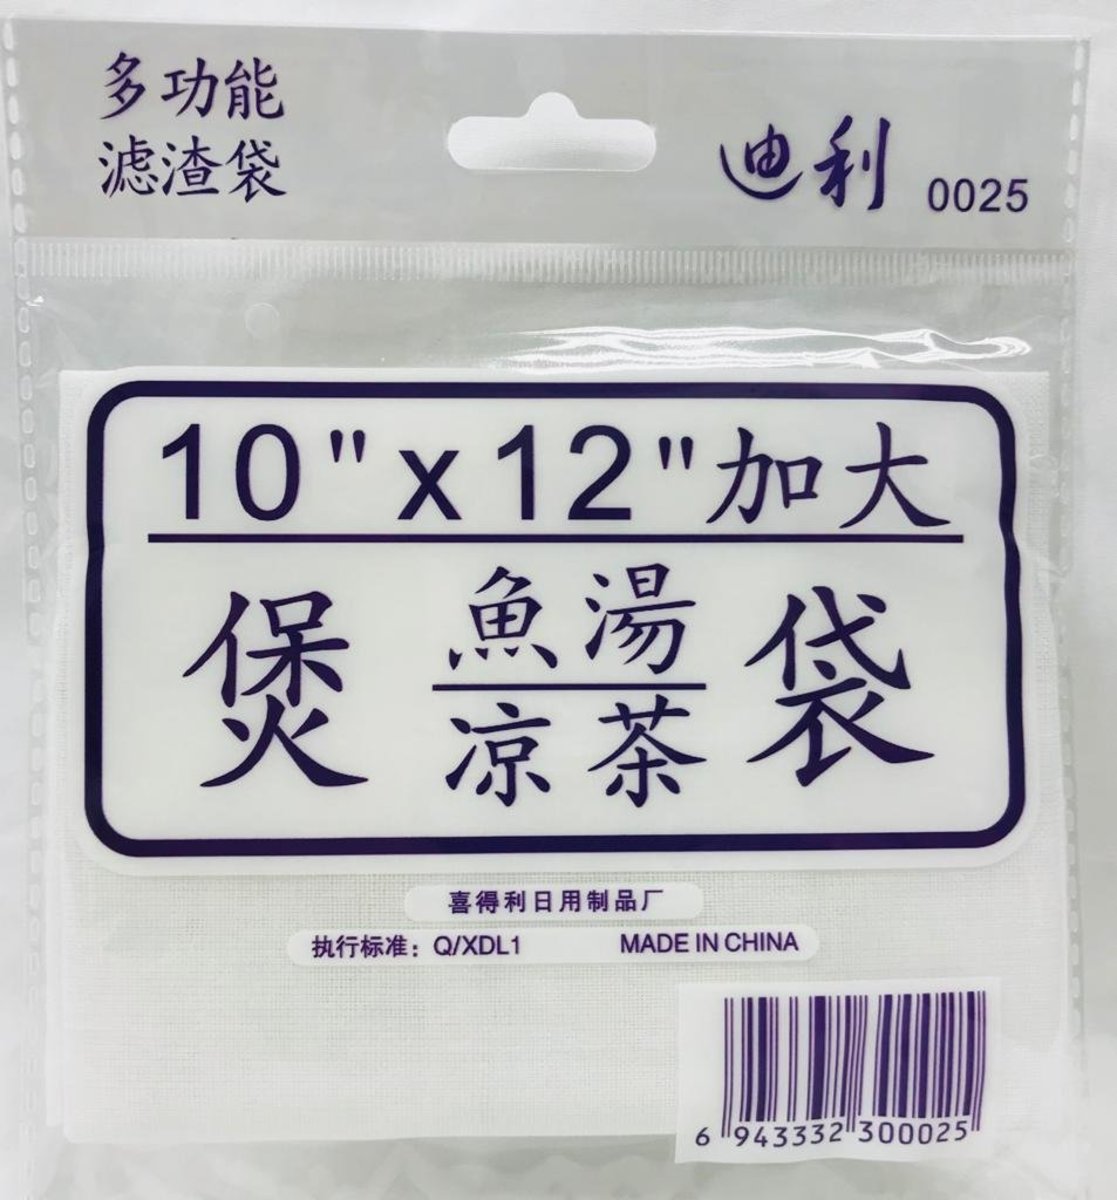 多功能
滤渣袋
迪利 0025
10"x12"加大
煲 魚湯 袋
凉茶
喜得利日用制品厂
执行标准：Q/XDL1 MADE IN CHINA
6 943332 300025